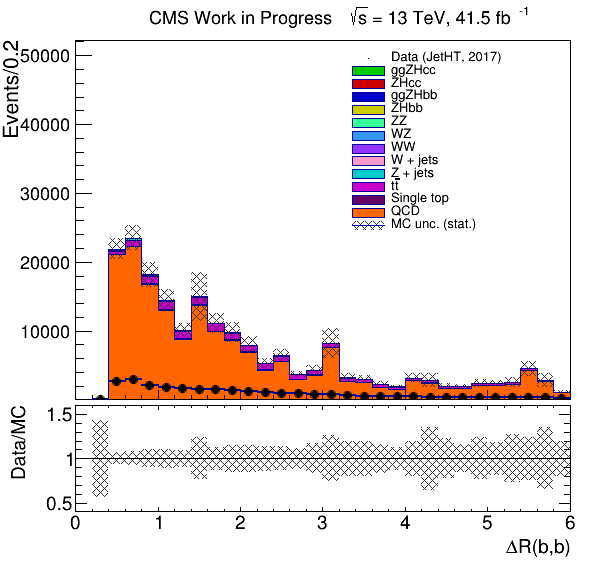 CMS Work in Progress √s = 13 TeV, 41.5 fb⁻¹
Events/0.2
50000
40000
30000
20000
10000
Data (JetHT, 2017)
ggZHcc
ZHcc
ggZHbb
ZHbb
ZZ
WZ
WW
W + jets
Z + jets
tt̅
Single top
QCD
MC unc. (stat.)
Data/MC
1.5
1
0.5
0 1 2 3 4 5 6
ΔR(b,b)